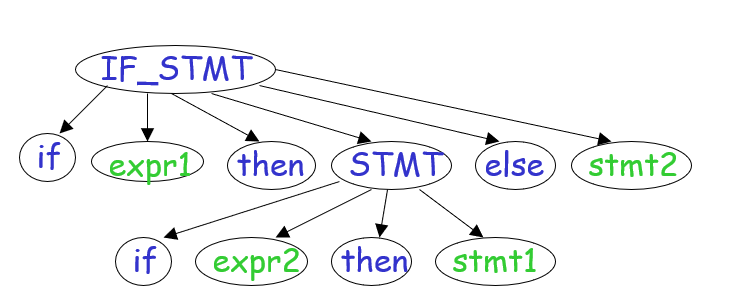 IF_STMT
if expr1 then STMT else stmt2
if expr2 then stmt1